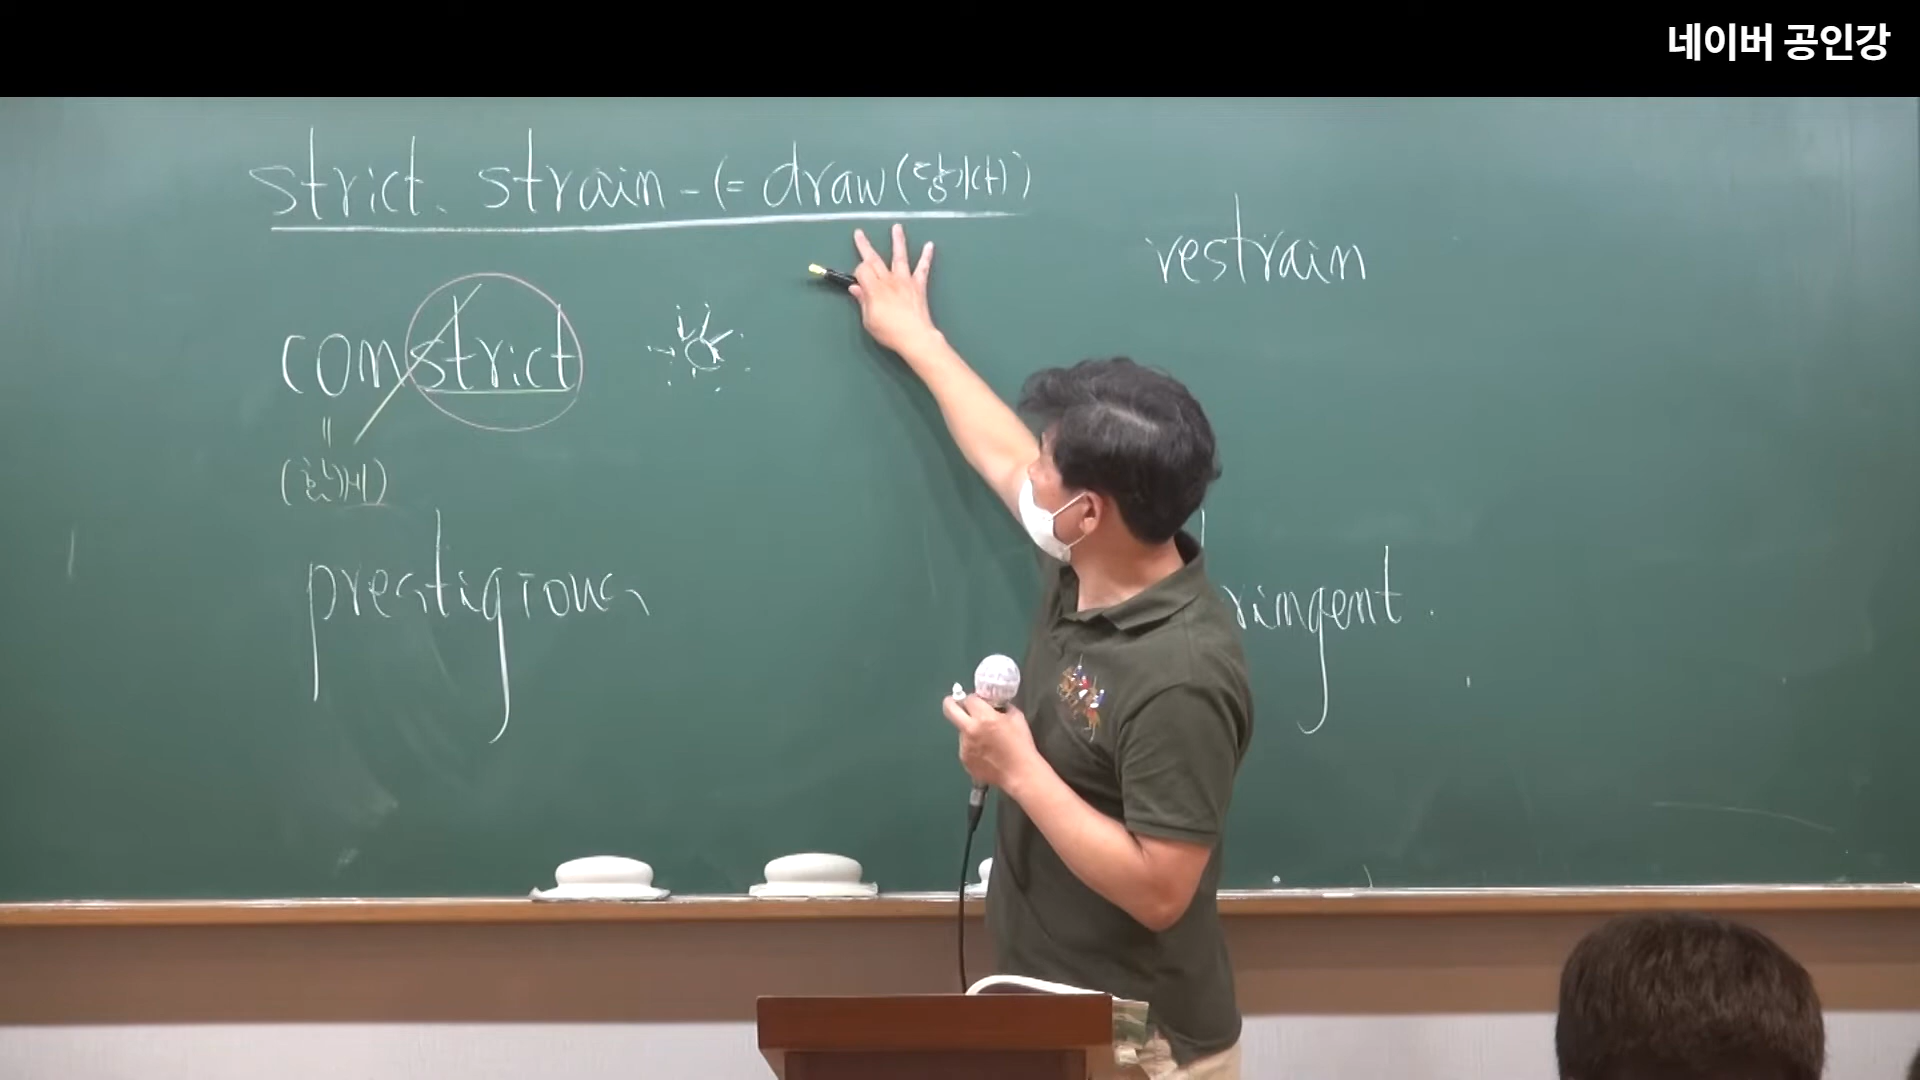 네이버 공인강
strict. strain - (= draw(당기다)
restrain
constrict
=
(함께)
prestigious
ringent.